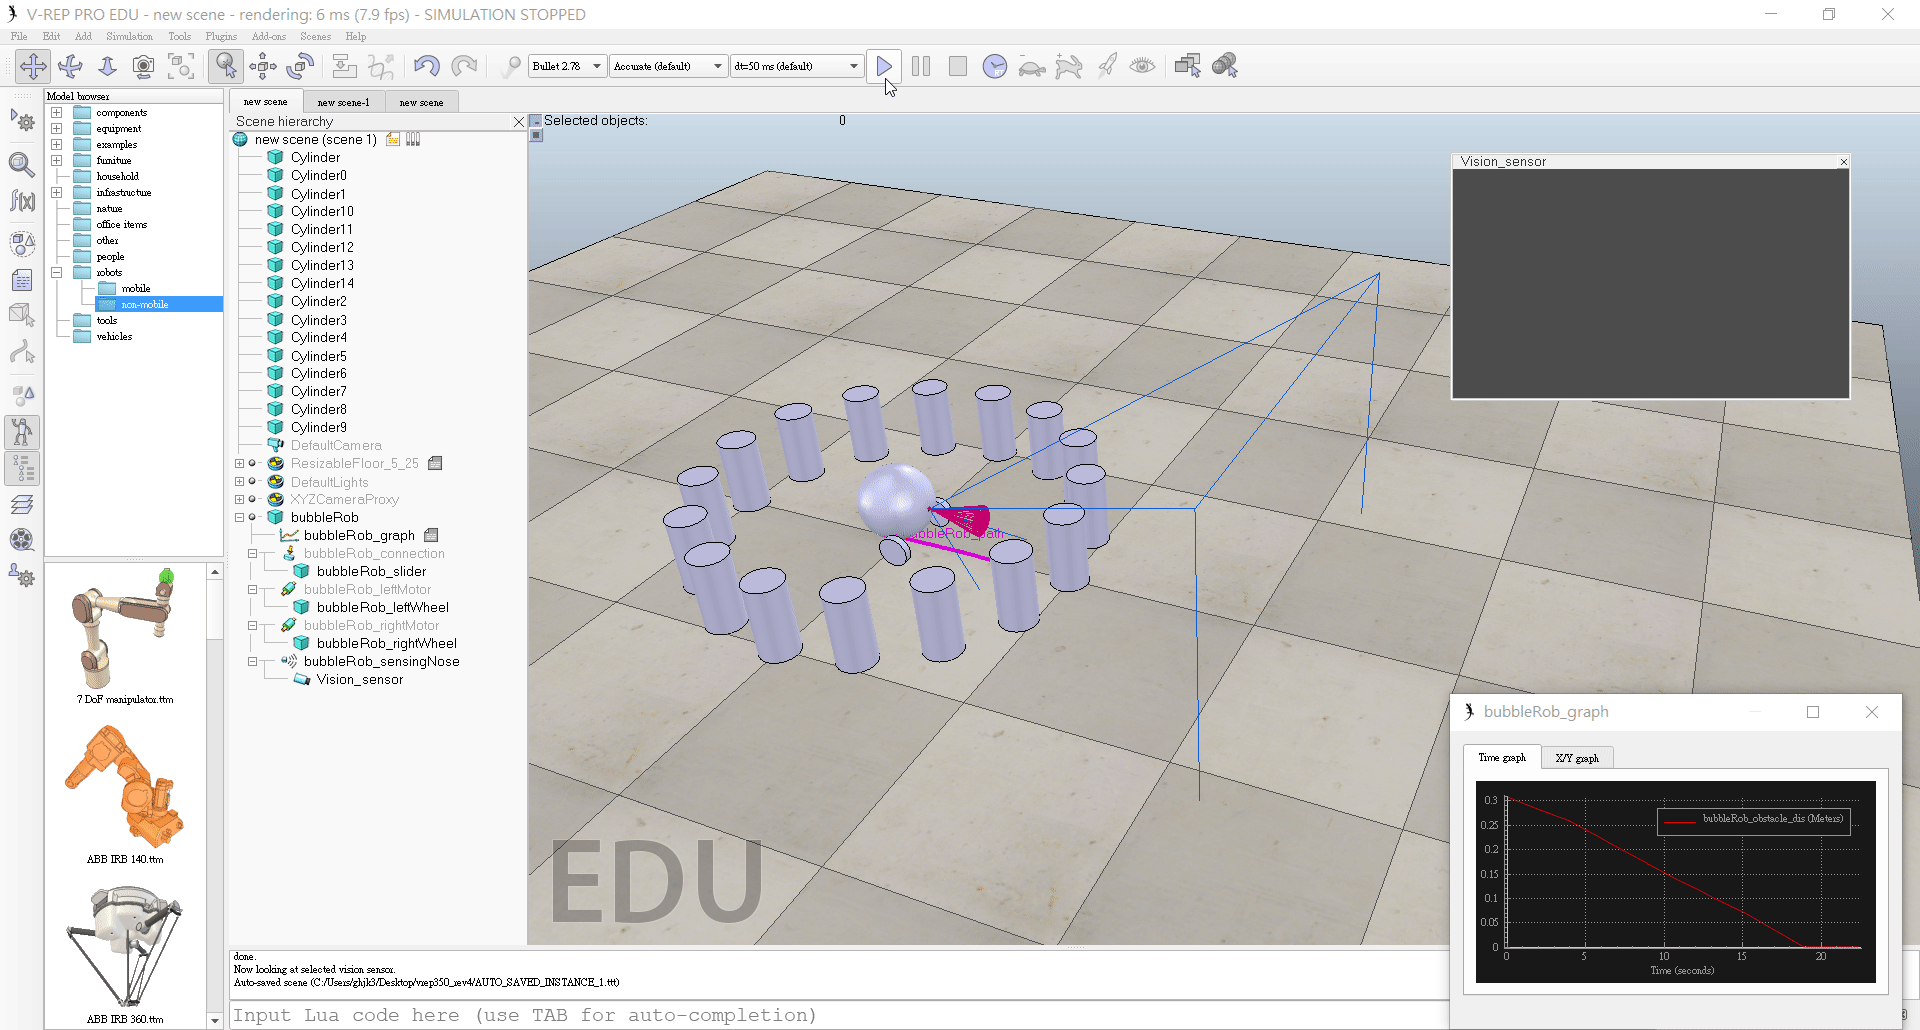 V-REP PRO EDU - new scene - rendering: 6 ms (7.9 fps) - SIMULATION STOPPED
File Edit Add Simulation Tools Plugins Add-ons Scenes Help
Bullet 2.78 Accurate (default) dt=50 ms (default)
Model browser
components
equipment
examples
furniture
household
infrastructure
nature
office items
other
people
robots
mobile
non-mobile
tools
vehicles
7 DoF manipulator.ttm
ABB IRB 140.ttm
ABB IRB 360.ttm
new scene new scene-1 new scene
Scene hierarchy
new scene (scene 1)
Cylinder
Cylinder0
Cylinder1
Cylinder10
Cylinder11
Cylinder12
Cylinder13
Cylinder14
Cylinder2
Cylinder3
Cylinder4
Cylinder5
Cylinder6
Cylinder7
Cylinder8
Cylinder9
DefaultCamera
ResizableFloor_5_25
DefaultLights
XYZCameraProxy
bubbleRob
bubbleRob_graph
bubbleRob_connection
bubbleRob_slider
bubbleRob_leftMotor
bubbleRob_leftWheel
bubbleRob_rightMotor
bubbleRob_rightWheel
bubbleRob_sensingNose
Vision_sensor
Selected objects: 0
Vision_sensor
EDU
bubbleRob_graph
Time graph X/Y graph
bubbleRob_obstacle_dis (Meters)
0.3
0.25
0.2
0.15
0.1
0.05
0
0 5 10 15 20
Time (seconds)
done.
Now looking at selected vision sensor.
Auto-saved scene (C:/Users/ghjk3/Desktop/vrep350_rev4/AUTO_SAVED_INSTANCE_1.ttt)
Input Lua code here (use TAB for auto-completion)